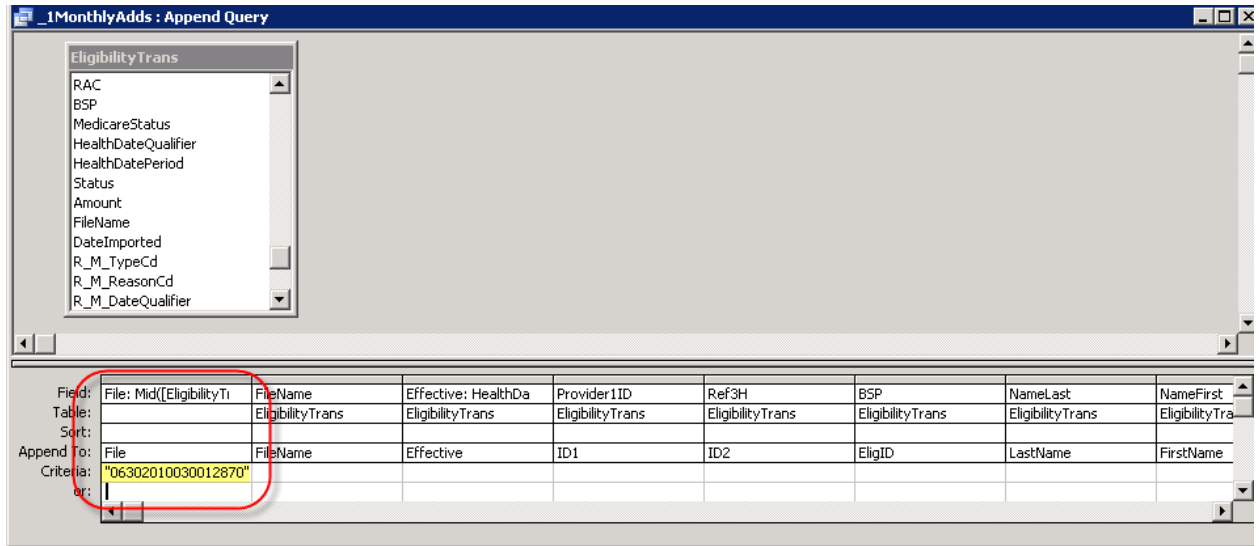 _1MonthlyAdds : Append Query
EligibilityTrans
RAC
BSP
MedicareStatus
HealthDateQualifier
HealthDatePeriod
Status
Amount
FileName
DateImported
R_M_TypeCd
R_M_ReasonCd
R_M_DateQualifier
Field: File: Mid([EligibilityTr FileName Effective: HealthDa Provider1ID Ref3H BSP NameLast NameFirst
Table: EligibilityTrans EligibilityTrans EligibilityTrans EligibilityTrans EligibilityTrans EligibilityTrans EligibilityTra
Sort:
Append To: File FileName Effective ID1 ID2 EligID LastName FirstName
Criteria: "06302010030012870"
or: